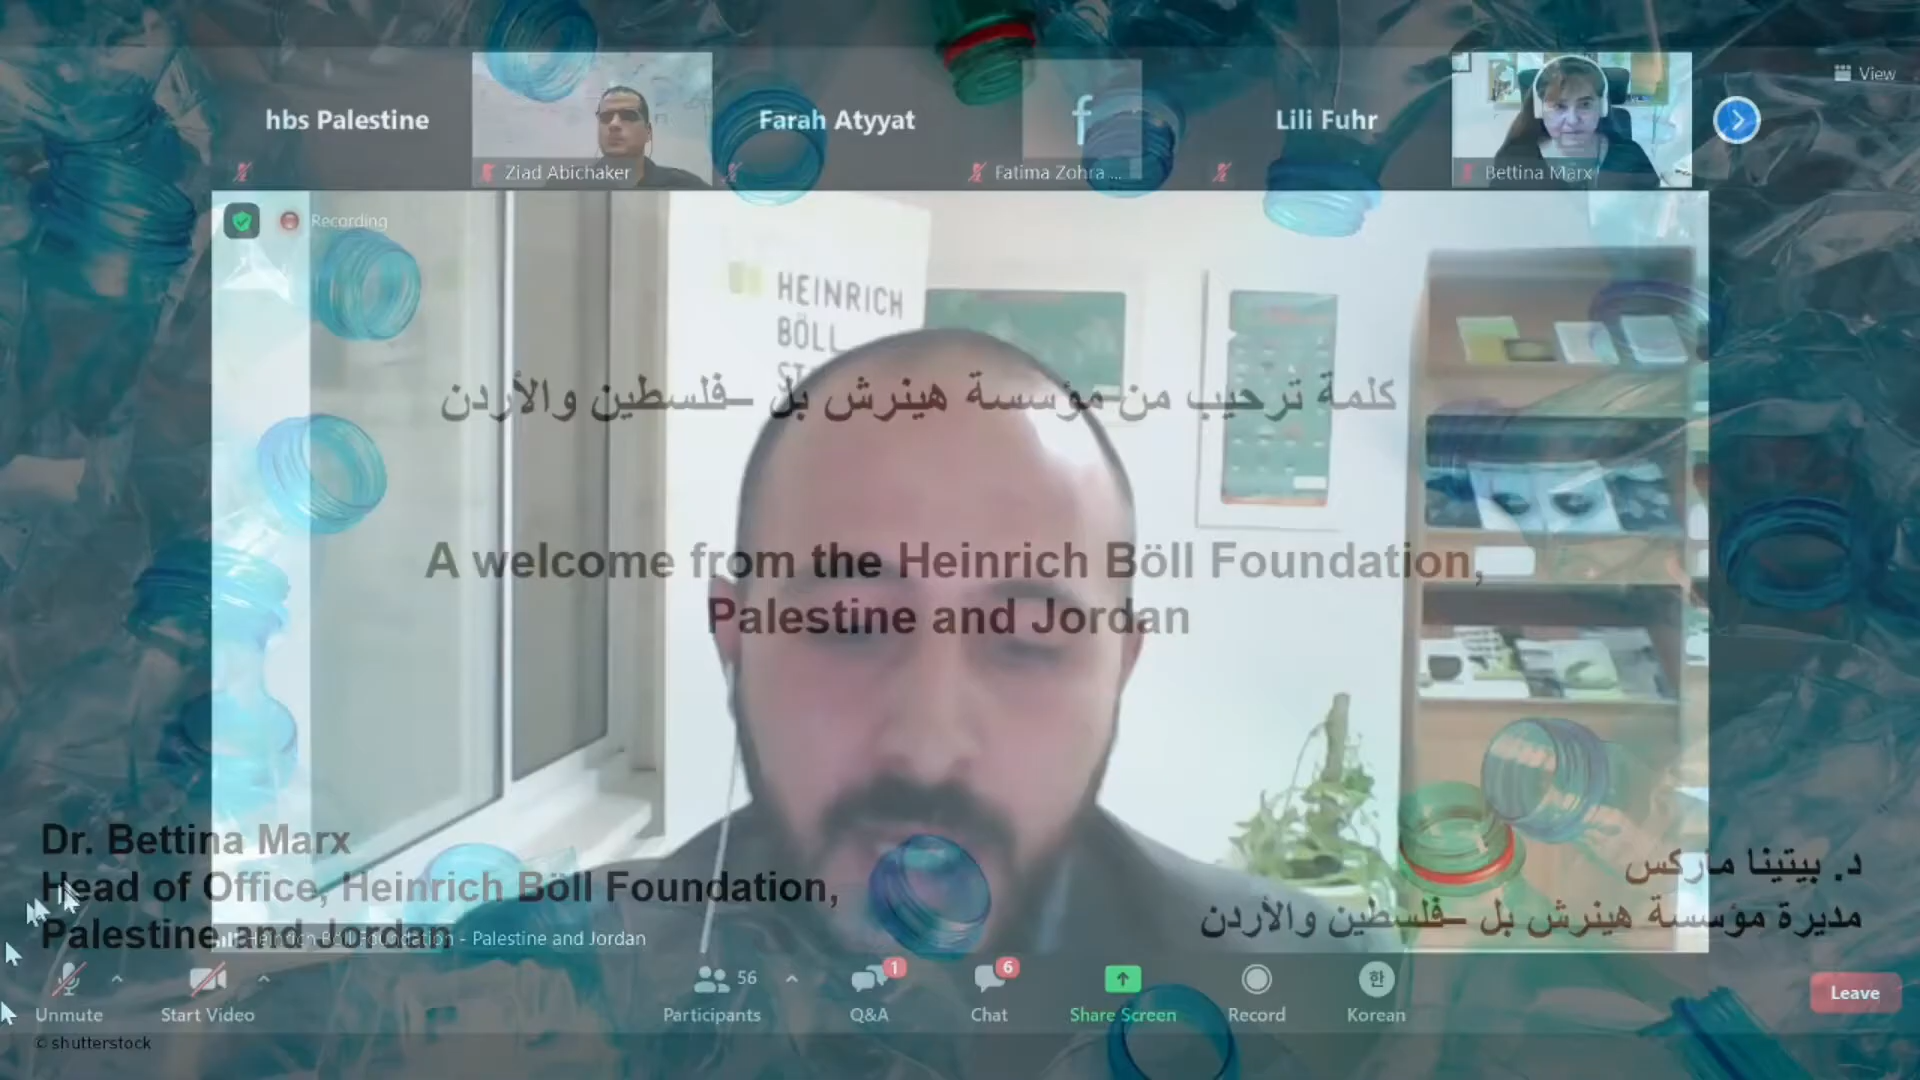 View
hbs Palestine
Ziad Abichaker
Farah Atyyat
f
Fatima Zohra ...
Lili Fuhr
Bettina Marx
Recording
HEINRICH
BÖLL
كلمة ترحيب من مؤسسة هينرش بل –فلسطين والأردن
A welcome from the Heinrich Böll Foundation,
Palestine and Jordan
Dr. Bettina Marx
Head of Office, Heinrich Böll Foundation,
Palestine and Jordan
د. بيتينا ماركس
مديرة مؤسسة هينرش بل –فلسطين والأردن
Heinrich Böll Foundation - Palestine and Jordan
Unmute
Start Video
56
Participants
1
Q&A
6
Chat
Share Screen
Record
한
Korean
Leave
© shutterstock